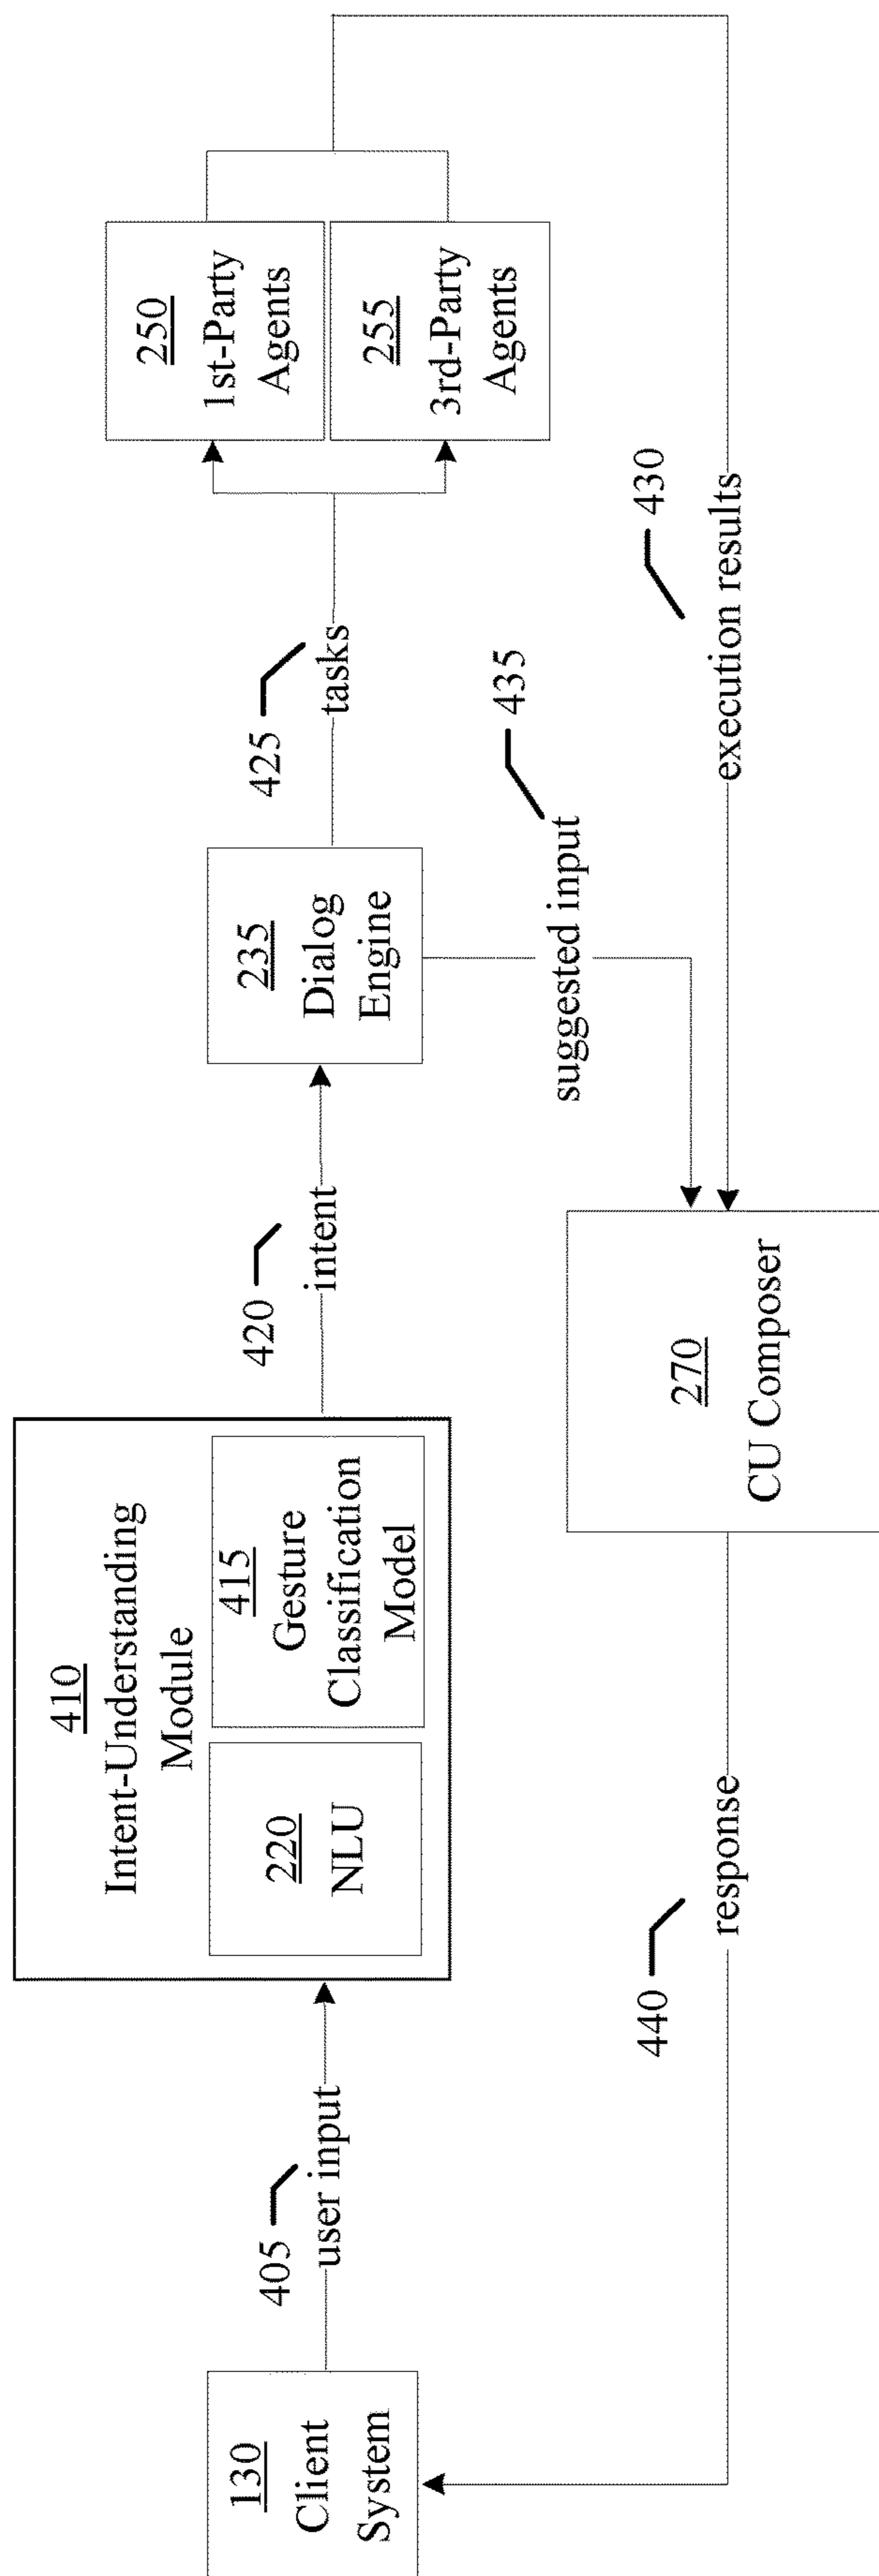 130
Client
System
405
user input
410
Intent-Understanding
Module
220
NLU
415
Gesture
Classification
Model
420
intent
235
Dialog
Engine
425
tasks
250
1st-Party
Agents
255
3rd-Party
Agents
435
suggested input
430
execution results
270
CU Composer
440
response